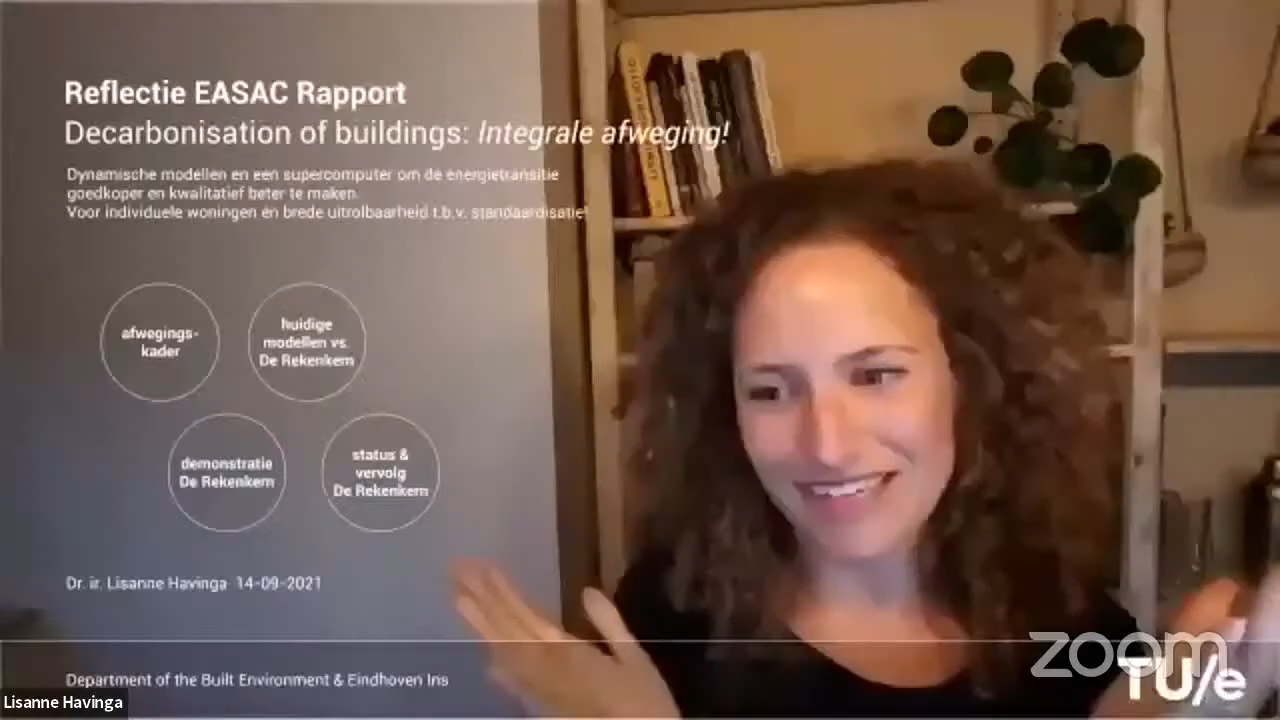 Reflectie EASAC Rapport
Decarbonisation of buildings: Integrale afweging!
Dynamische modellen en een supercomputer om de energietransitie
goedkoper en kwalitatief beter te maken.
Voor individuele woningen én brede uitrolbaarheid t.b.v. standaardisatie!
afwegings-
kader
huidige
modellen vs.
De Rekenkern
demonstratie
De Rekenkern
status &
vervolg
De Rekenkern
Dr. ir. Lisanne Havinga 14-09-2021
Department of the Built Environment & Eindhoven Ins
Lisanne Havinga
zoom
TU/e